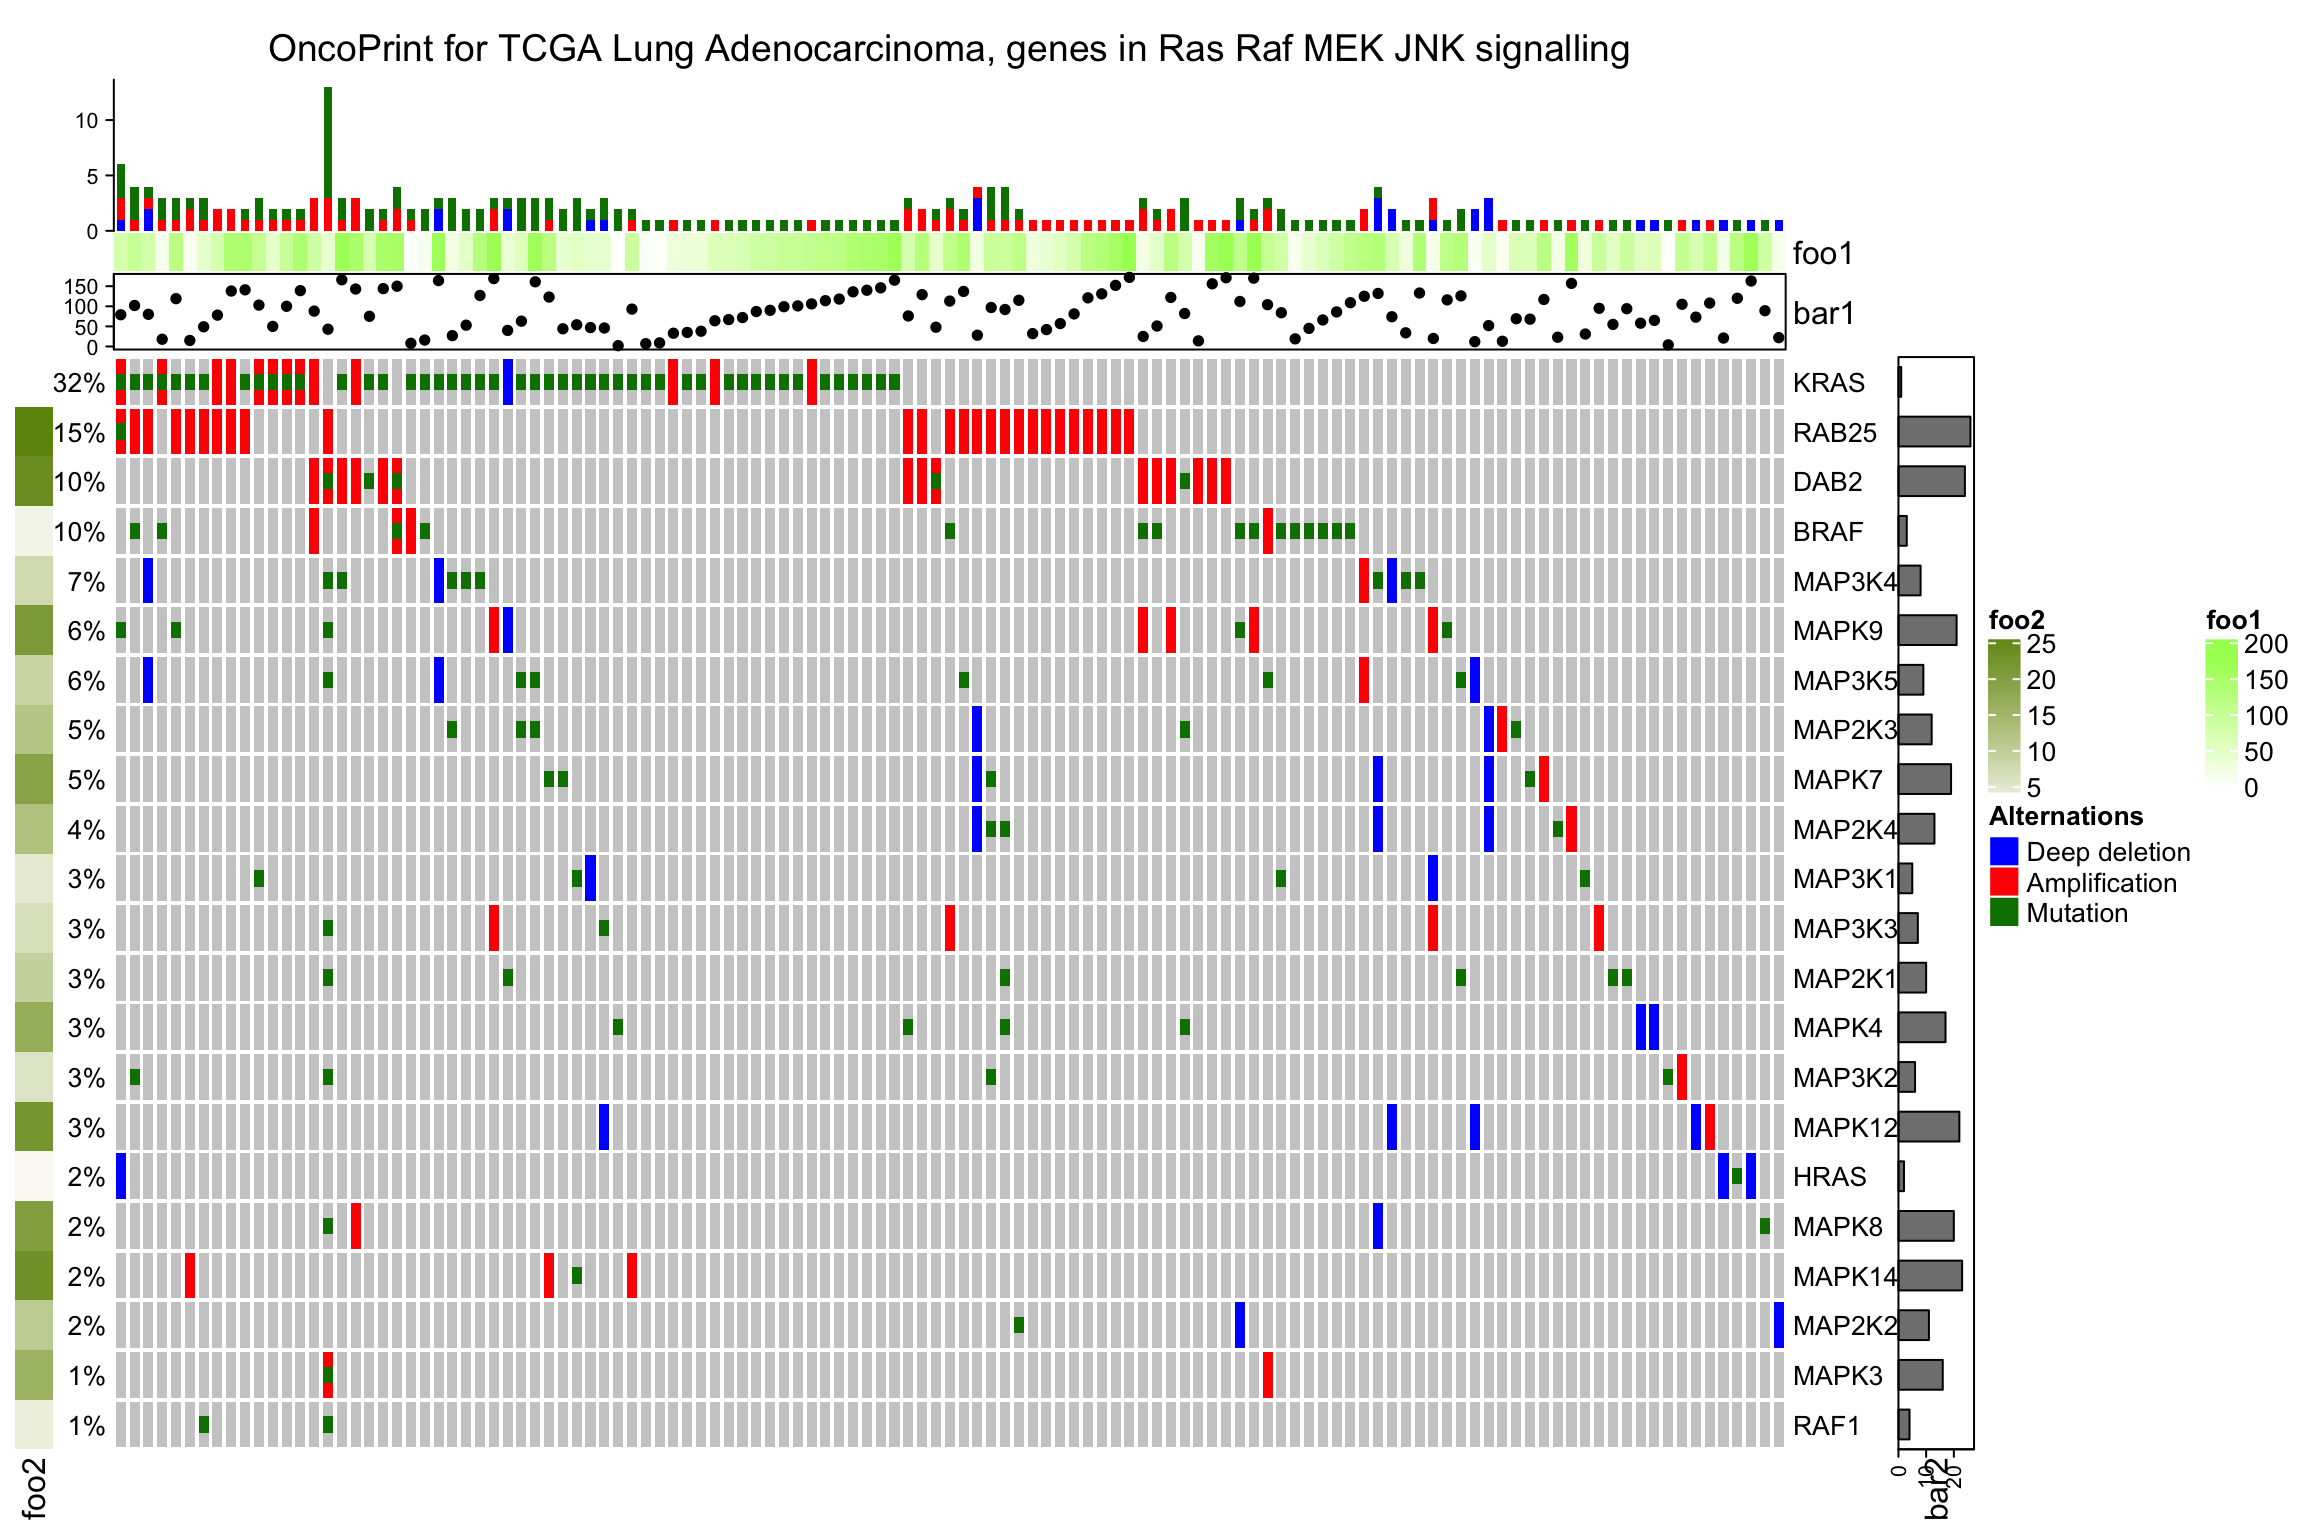 OncoPrint for TCGA Lung Adenocarcinoma, genes in Ras Raf MEK JNK signalling
10
5
0
foo1
150
100
50
0
bar1
32% KRAS
15% RAB25
10% DAB2
10% BRAF
7% MAP3K4
6% MAPK9
6% MAP3K5
5% MAP2K3
5% MAPK7
4% MAP2K4
3% MAP3K1
3% MAP3K3
3% MAP2K1
3% MAPK4
3% MAP3K2
3% MAPK12
2% HRAS
2% MAPK8
2% MAPK14
2% MAP2K2
1% MAPK3
1% RAF1
foo2
0 10 20
bar2
foo2
25
20
15
10
5
foo1
200
150
100
50
0
Alternations
Deep deletion
Amplification
Mutation